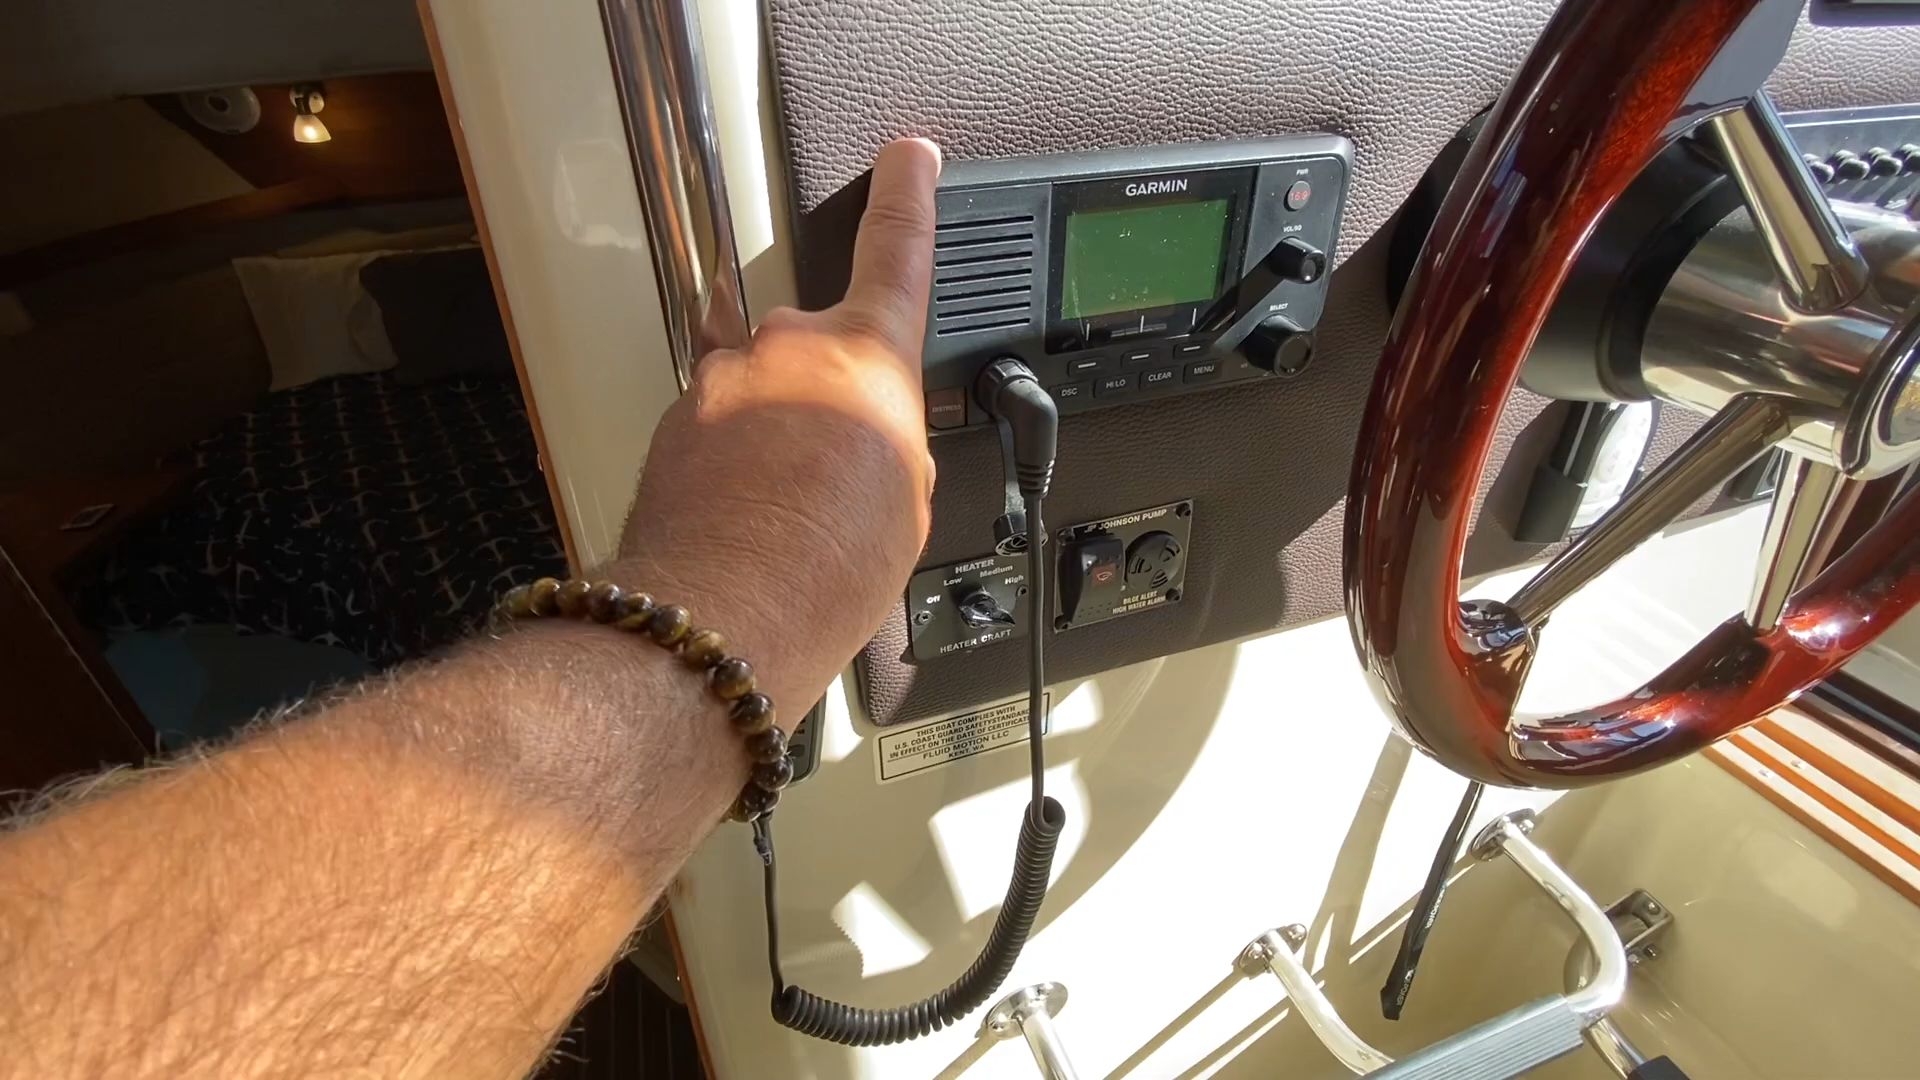 GARMIN
PWR
16/9
VOL/SQ
SELECT
DISTRESS
DSC
HI/LO
CLEAR
MENU
JOHNSON PUMP
BILGE ALERT
HIGH WATER ALARM
HEATER
Off
Low
Medium
High
HEATER CRAFT
THIS BOAT COMPLIES WITH
U.S. COAST GUARD SAFETY STANDARDS
IN EFFECT ON THE DATE OF CERTIFICATION
FLUID MOTION LLC
KENT, WA